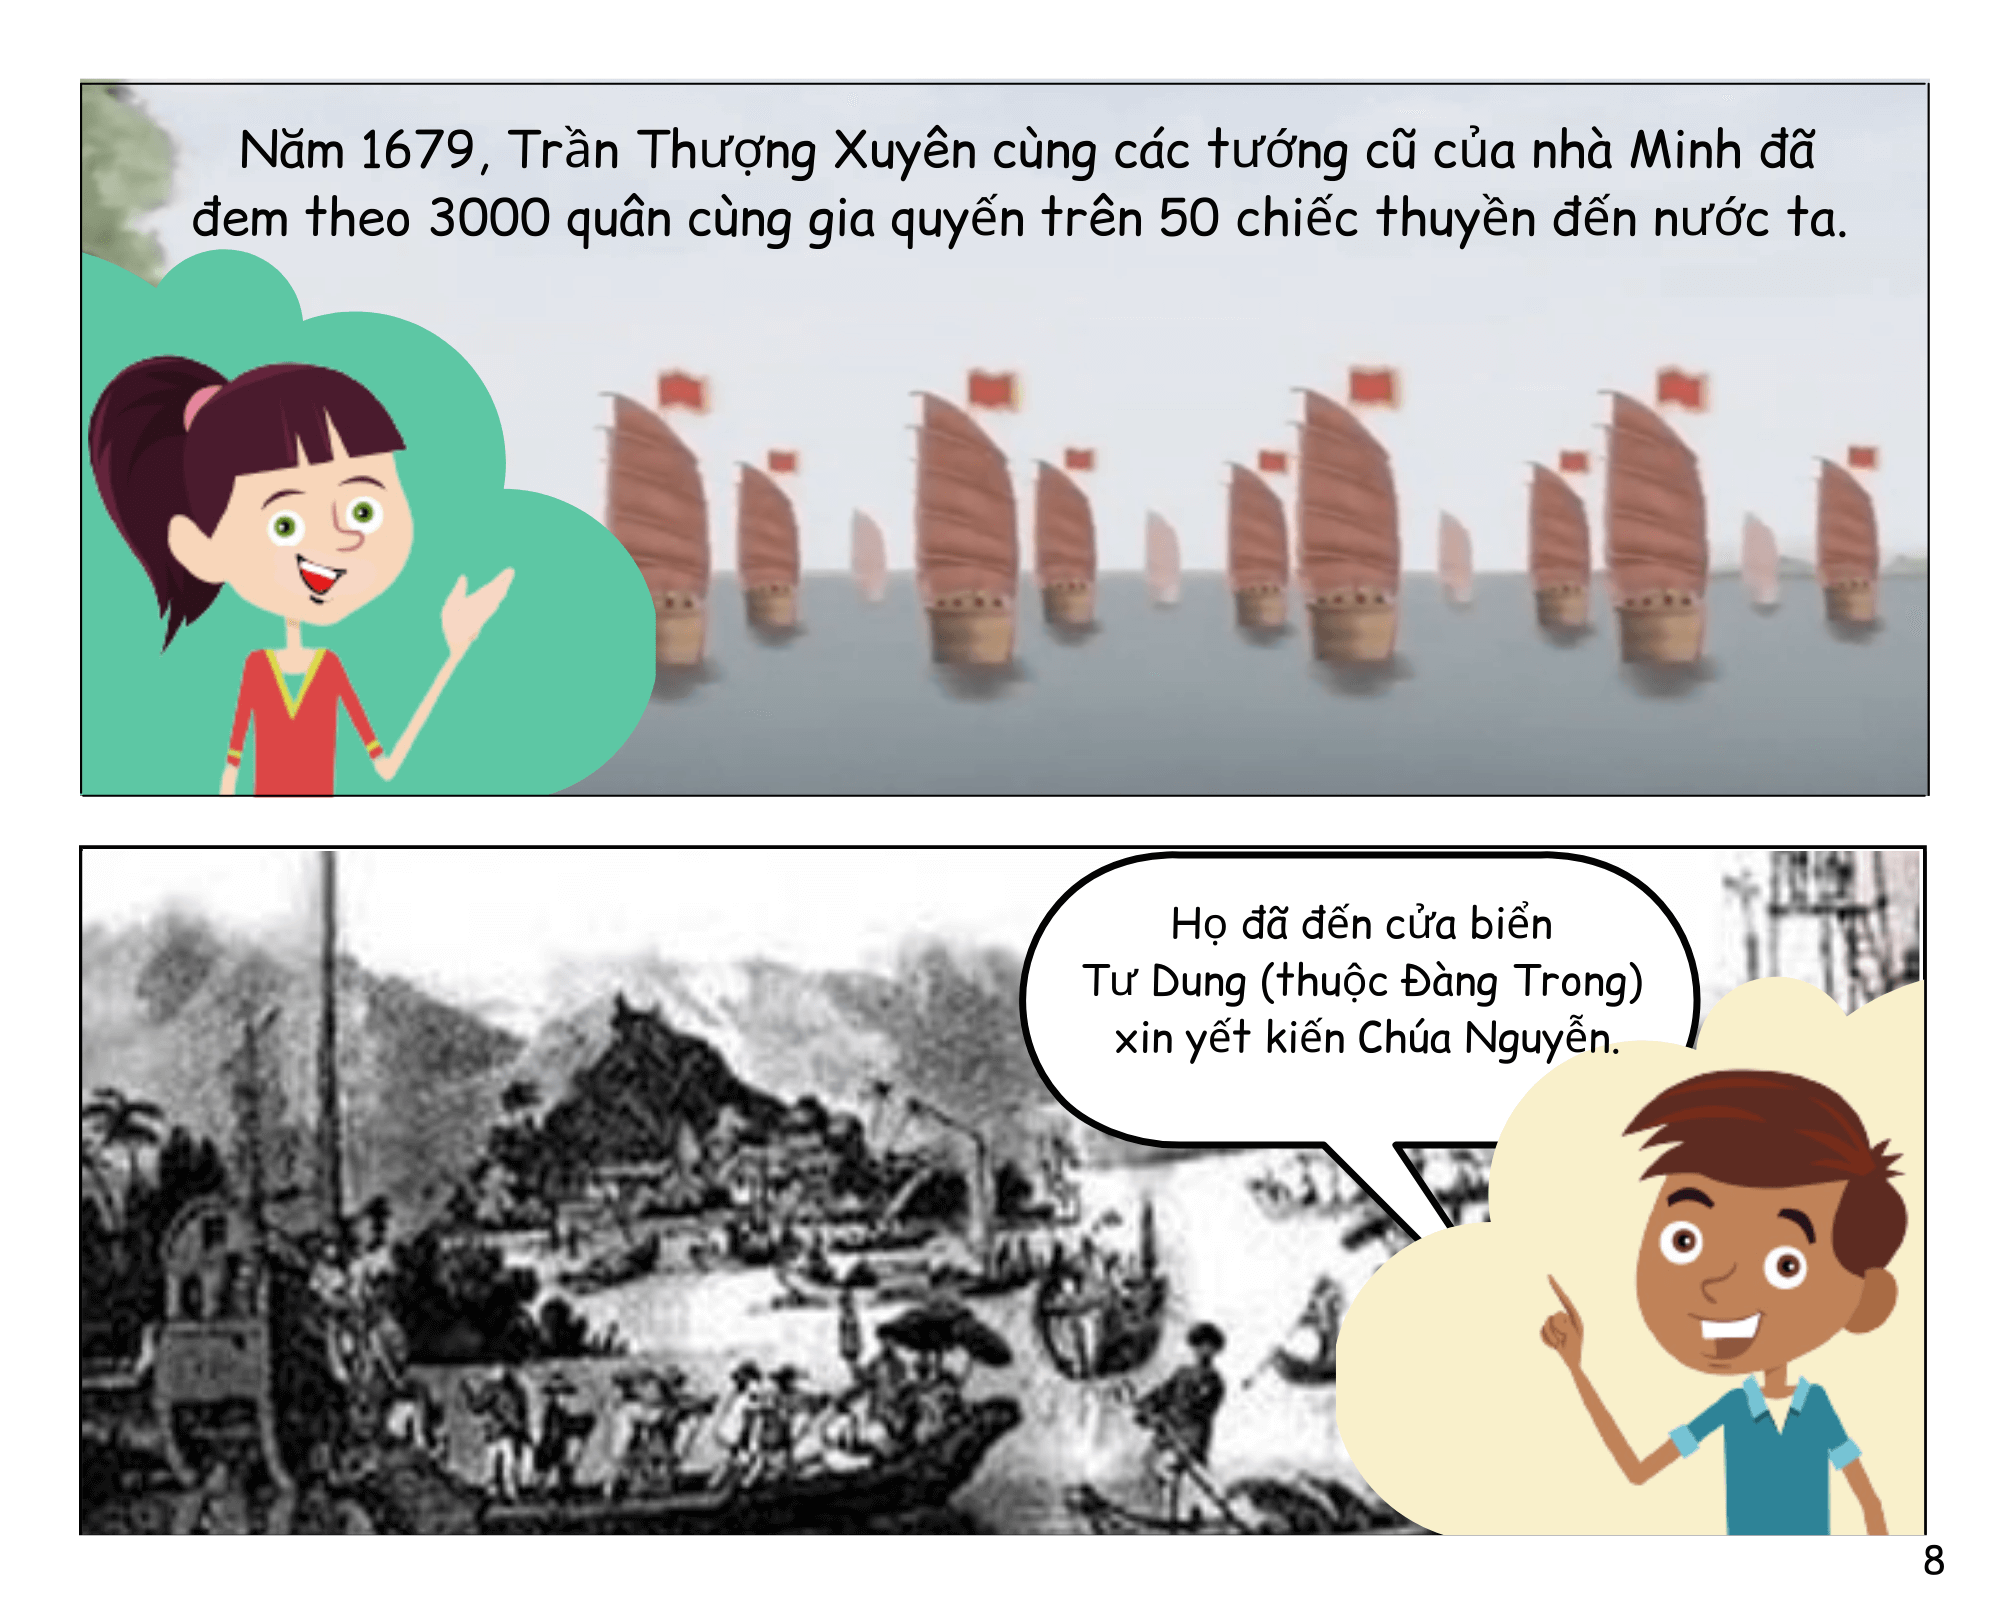 Năm 1679, Trần Thượng Xuyên cùng các tướng cũ của nhà Minh đã
đem theo 3000 quân cùng gia quyến trên 50 chiếc thuyền đến nước ta.
Họ đã đến cửa biển
Tư Dung (thuộc Đàng Trong)
xin yết kiến Chúa Nguyễn.
8